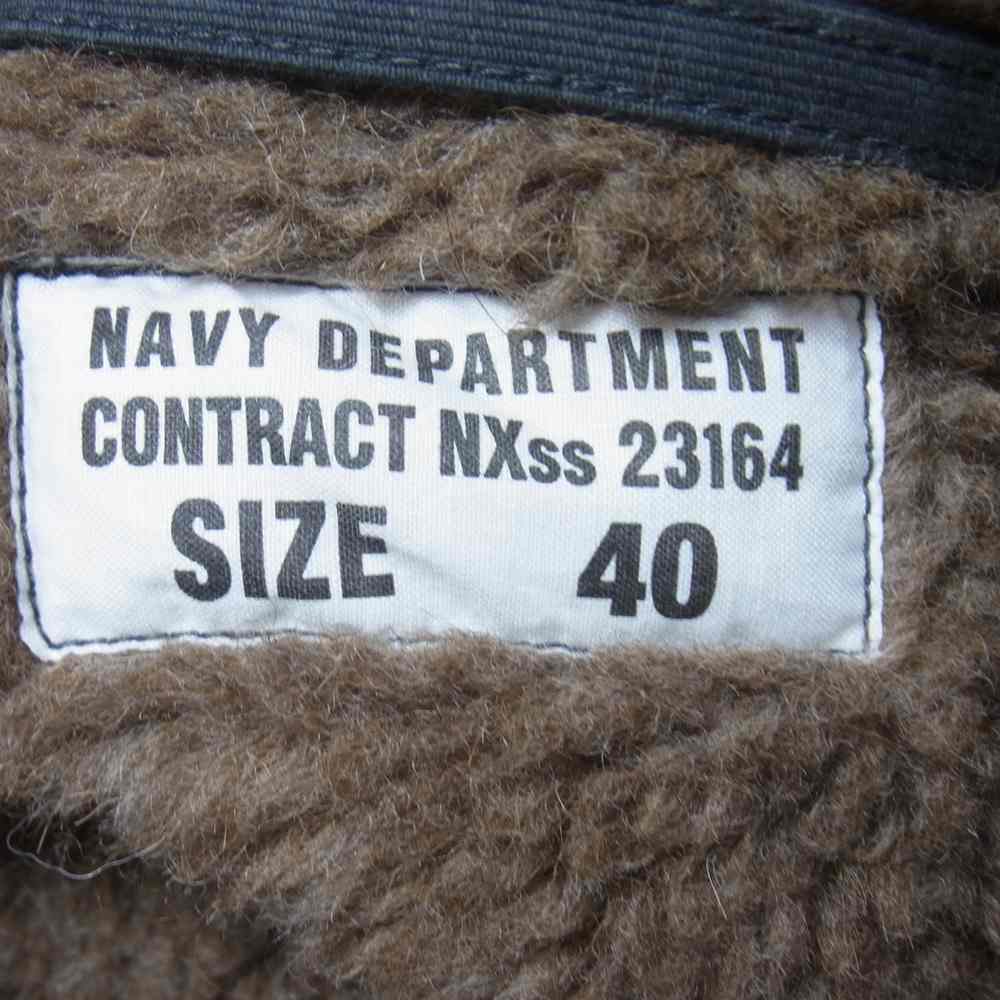 NAVY DEPARTMENT
CONTRACT NXss 23164
SIZE 40